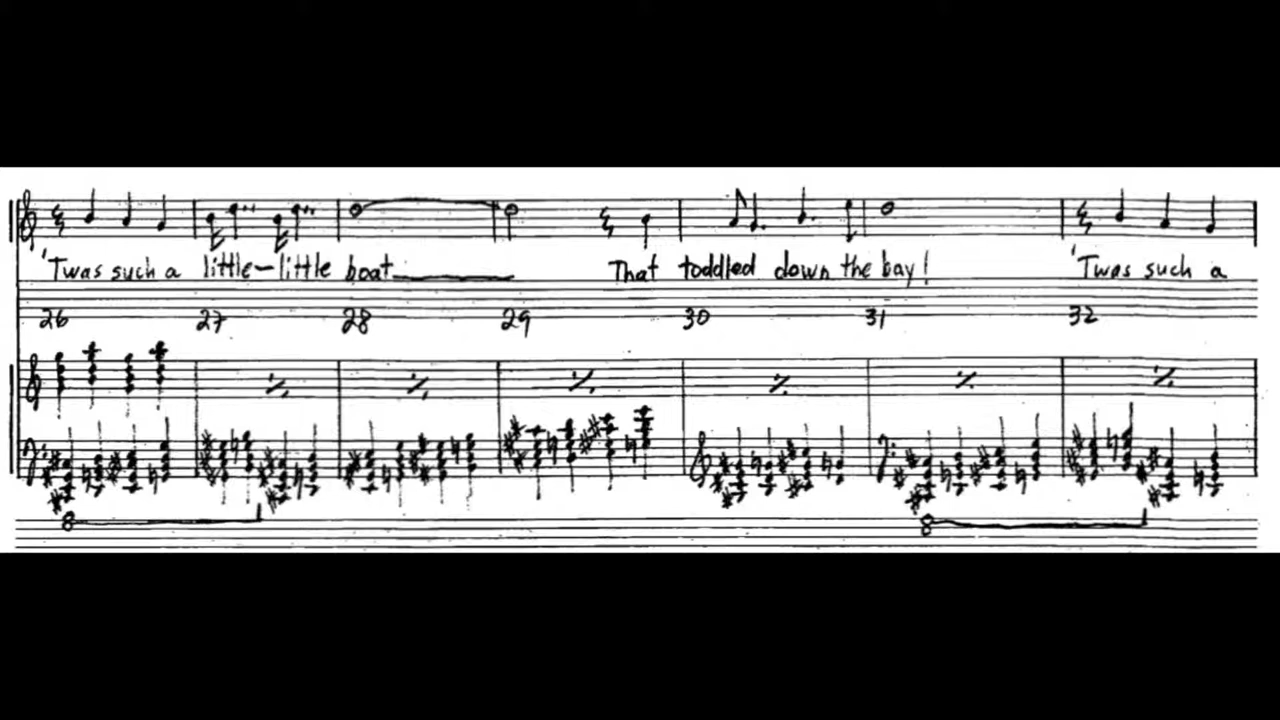 'Twas such a little-little boat That toddled down the bay! 'Twas such a
26 27 28 29 30 31 32
8 8